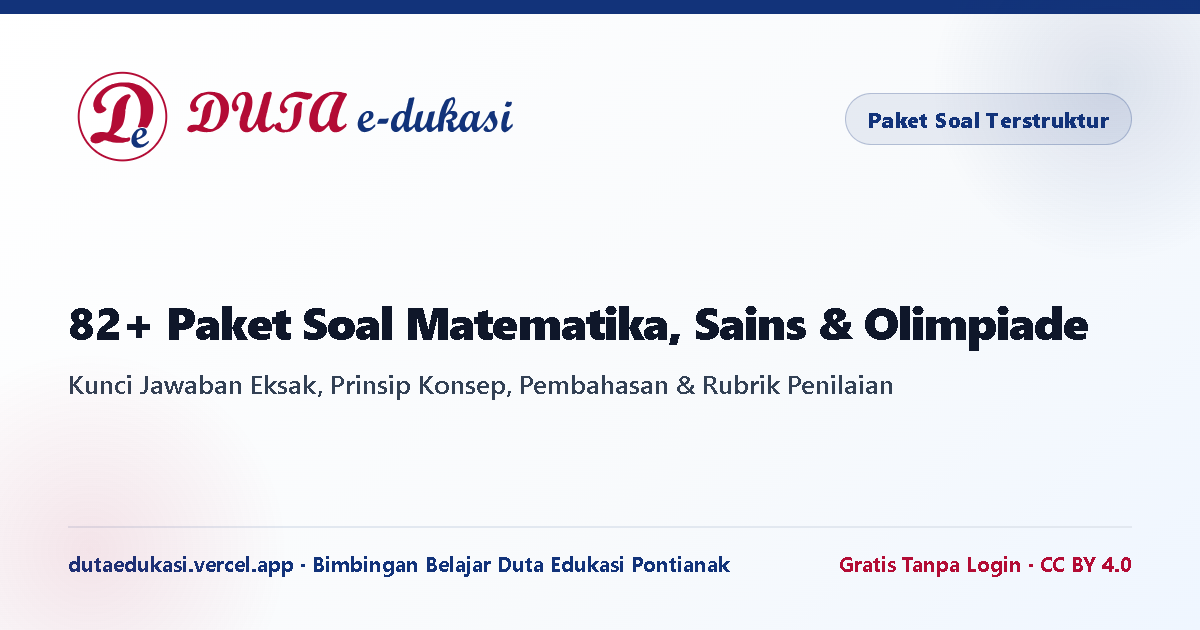 De
DUTA e-dukasi
Paket Soal Terstruktur
82+ Paket Soal Matematika, Sains & Olimpiade
Kunci Jawaban Eksak, Prinsip Konsep, Pembahasan & Rubrik Penilaian
dutaedukasi.vercel.app · Bimbingan Belajar Duta Edukasi Pontianak
Gratis Tanpa Login · CC BY 4.0